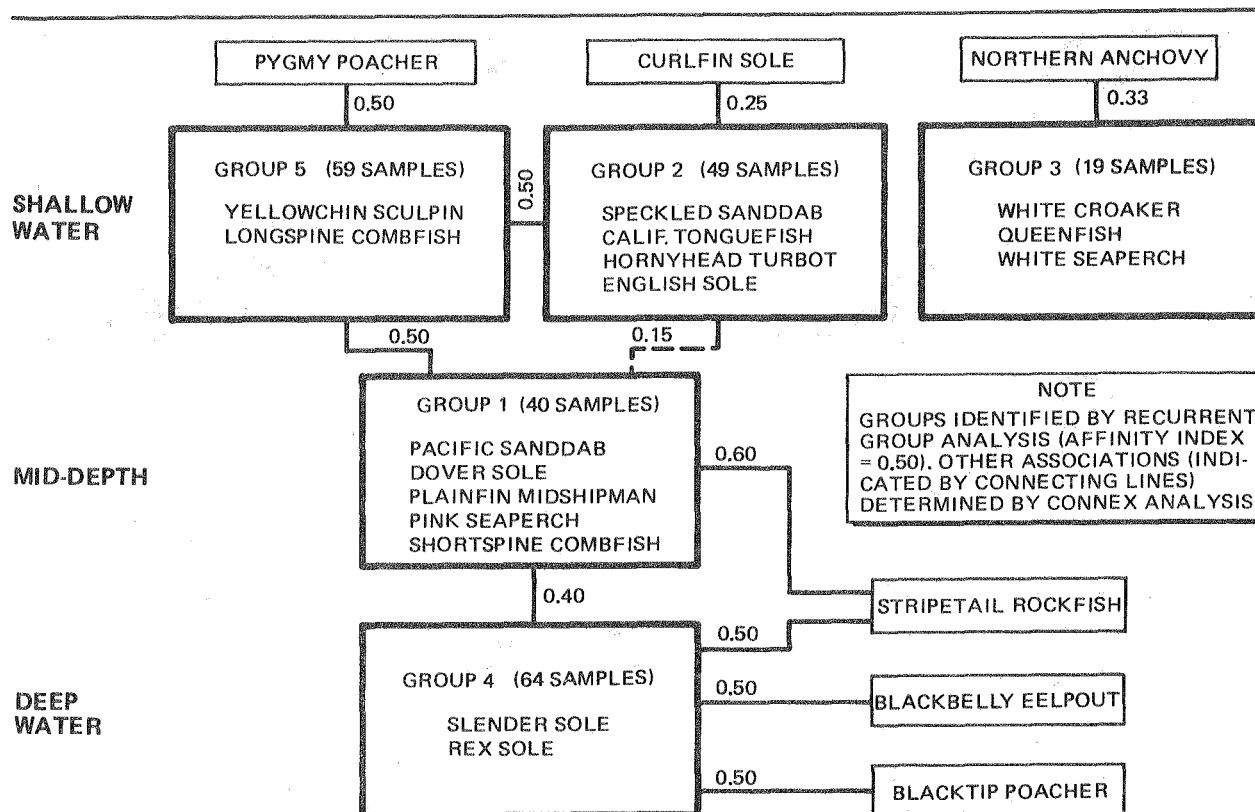 PYGMY POACHER
CURLFIN SOLE
NORTHERN ANCHOVY
0.50
0.25
0.33
SHALLOW
WATER
GROUP 5 (59 SAMPLES)
YELLOWCHIN SCULPIN
LONGSPINE COMBFISH
0.50
GROUP 2 (49 SAMPLES)
SPECKLED SANDDAB
CALIF. TONGUEFISH
HORNYHEAD TURBOT
ENGLISH SOLE
GROUP 3 (19 SAMPLES)
WHITE CROAKER
QUEENFISH
WHITE SEAPERCH
0.50
0.15
MID-DEPTH
GROUP 1 (40 SAMPLES)
PACIFIC SANDDAB
DOVER SOLE
PLAINFIN MIDSHIPMAN
PINK SEAPERCH
SHORTSPINE COMBFISH
0.60
NOTE
GROUPS IDENTIFIED BY RECURRENT
GROUP ANALYSIS (AFFINITY INDEX
= 0.50). OTHER ASSOCIATIONS (INDI-
CATED BY CONNECTING LINES)
DETERMINED BY CONNEX ANALYSIS
0.40
STRIPETAIL ROCKFISH
DEEP
WATER
GROUP 4 (64 SAMPLES)
SLENDER SOLE
REX SOLE
0.50
0.50
BLACKBELLY EELPOUT
0.50
BLACKTIP POACHER